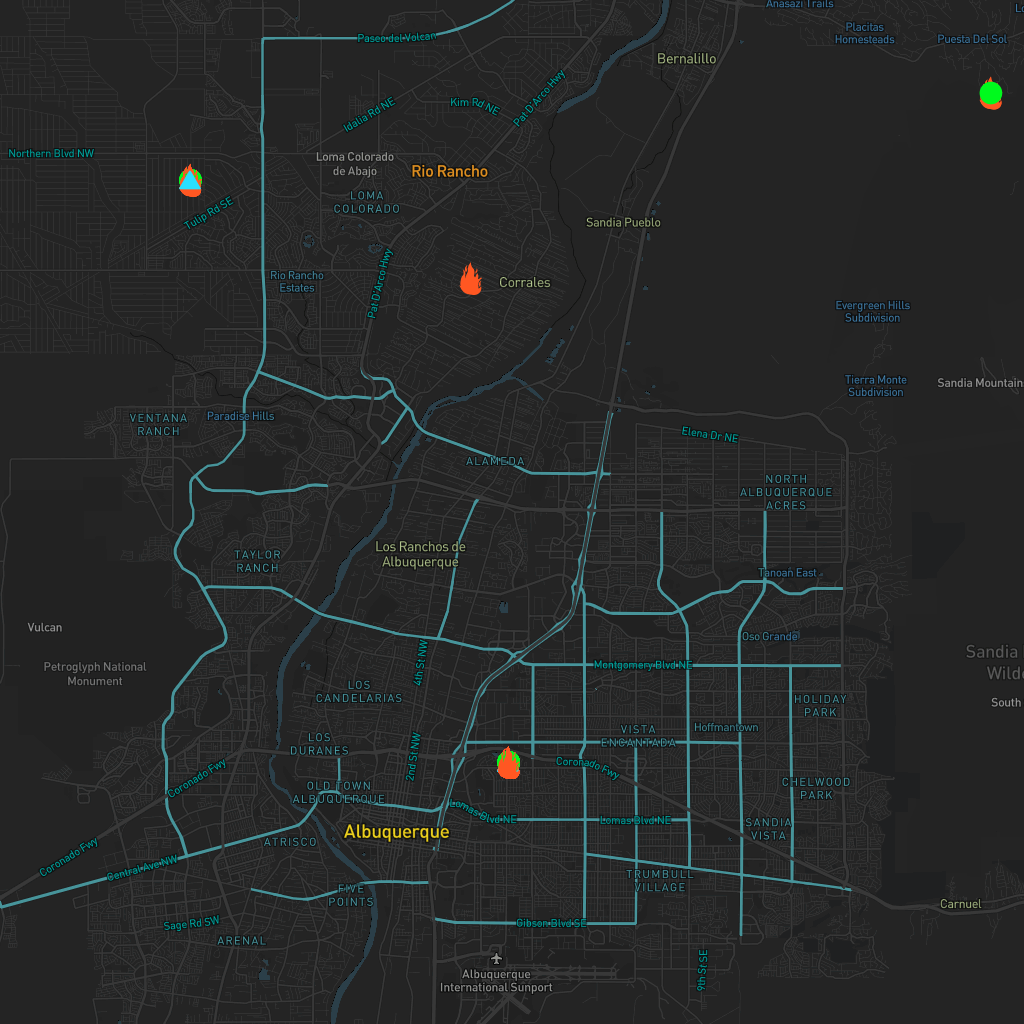 Anasazi Trails
Lo
Placitas
Homesteads
Puesta Del Sol
Paseo del Volcan
Bernalillo
Pat D'Arco Hwy
Kim Rd NE
Idalia Rd NE
Northern Blvd NW
Loma Colorado
de Abajo
Rio Rancho
LOMA
COLORADO
Tulip Rd SE
Sandia Pueblo
Pat D'Arco Hwy
Rio Rancho
Estates
Corrales
Evergreen Hills
Subdivision
Tierra Monte
Subdivision
Sandia Mountain
VENTANA
RANCH
Paradise Hills
Elena Dr NE
ALAMEDA
NORTH
ALBUQUERQUE
ACRES
TAYLOR
RANCH
Los Ranchos de
Albuquerque
Tanoan East
Vulcan
Oso Grande
Petroglyph National
Monument
4th St NW
Montgomery Blvd NE
Sandia
Wilde
LOS
CANDELARIAS
HOLIDAY
PARK
South
LOS
DURANES
2nd St NW
VISTA
ENCANTADA
Hoffmantown
Coronado Fwy
Coronado Fwy
OLD TOWN
ALBUQUERQUE
CHELWOOD
PARK
Lomas Blvd NE
Lomas Blvd NE
Albuquerque
SANDIA
VISTA
ATRISCO
Coronado Fwy
Central Ave NW
TRUMBULL
VILLAGE
FIVE
POINTS
Carnuel
Sage Rd SW
Gibson Blvd SE
ARENAL
9th St SE
Albuquerque
International Sunport